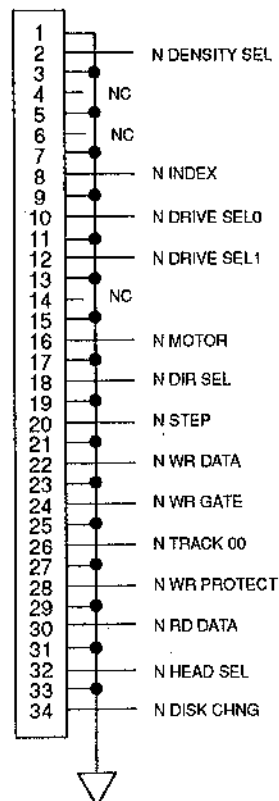 1
2 N DENSITY SEL
3
4 NC
5
6 NC
7
8 N INDEX
9
10 N DRIVE SEL0
11
12 N DRIVE SEL1
13
14 NC
15
16 N MOTOR
17
18 N DIR SEL
19
20 N STEP
21
22 N WR DATA
23
24 N WR GATE
25
26 N TRACK 00
27
28 N WR PROTECT
29
30 N RD DATA
31
32 N HEAD SEL
33
34 N DISK CHNG